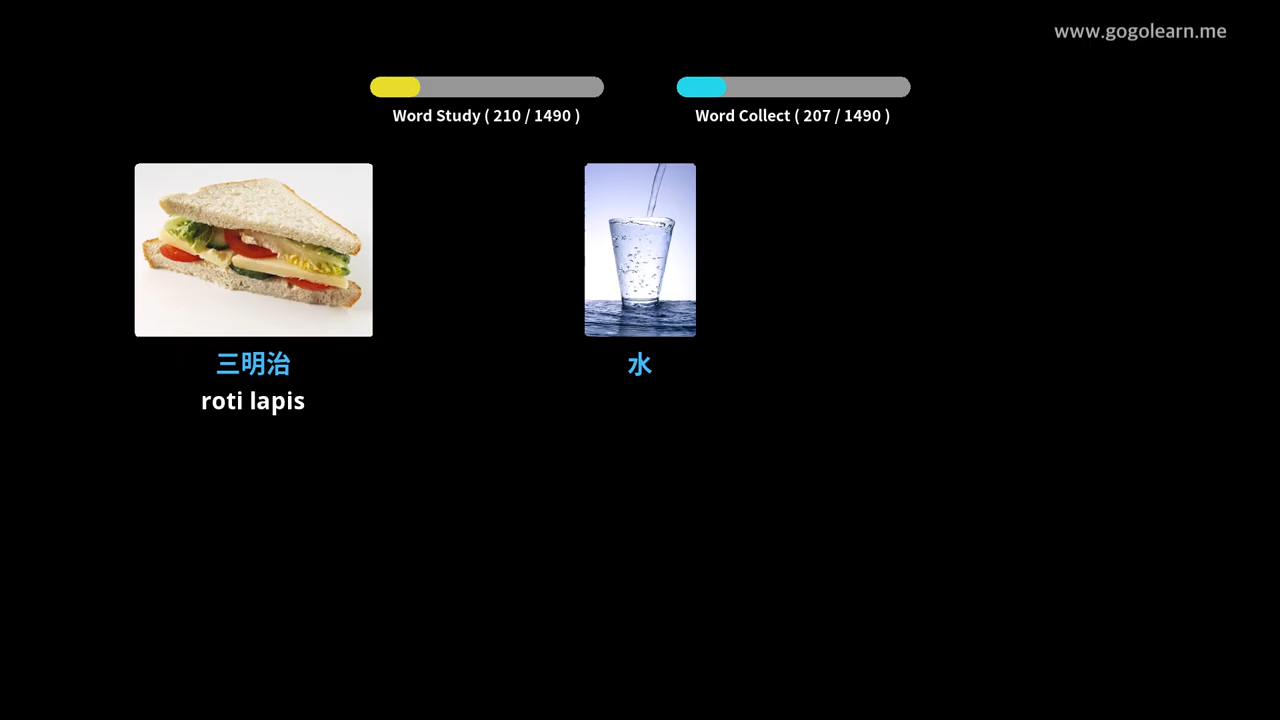 www.gogolearn.me
Word Study ( 210 / 1490 )
Word Collect ( 207 / 1490 )
三明治
roti lapis
水